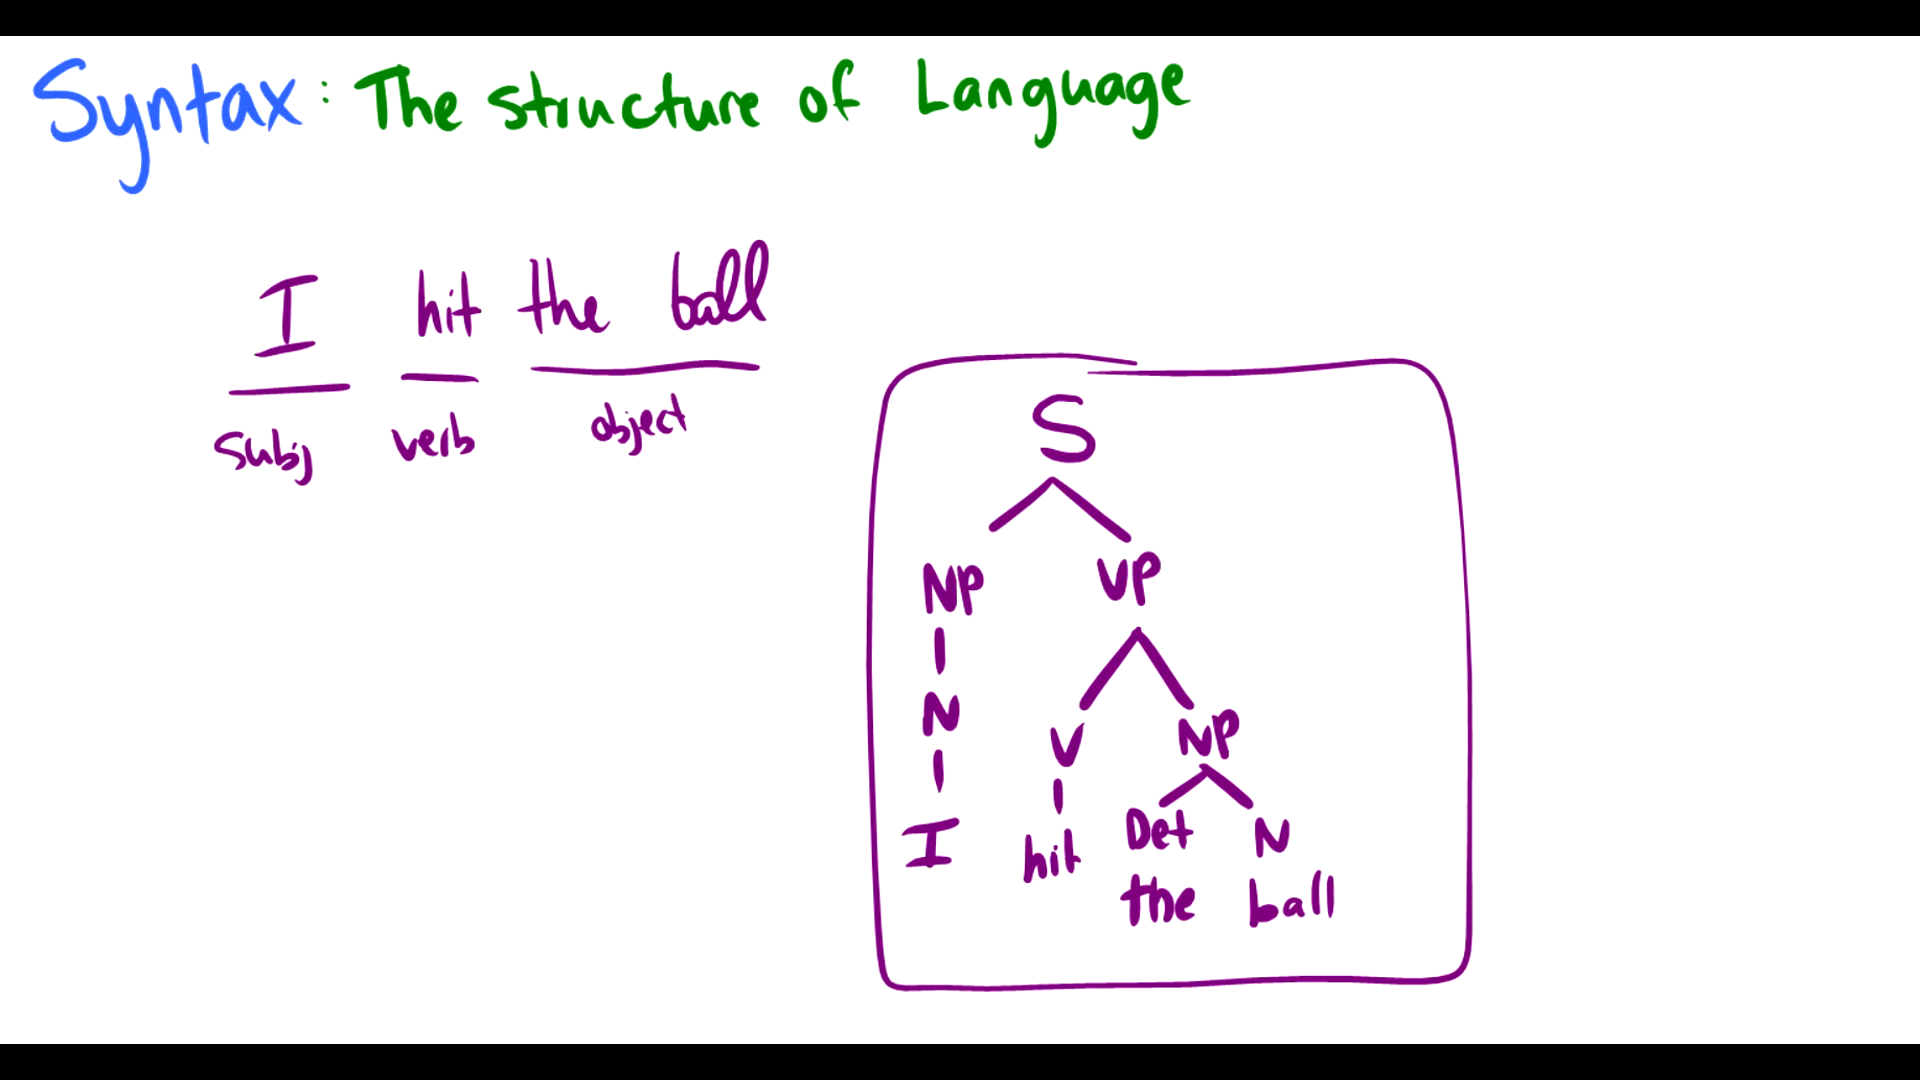 Syntax: The structure of Language
I hit the ball
Subj verb object
S
NP VP
N V NP
I hit Det N
the ball